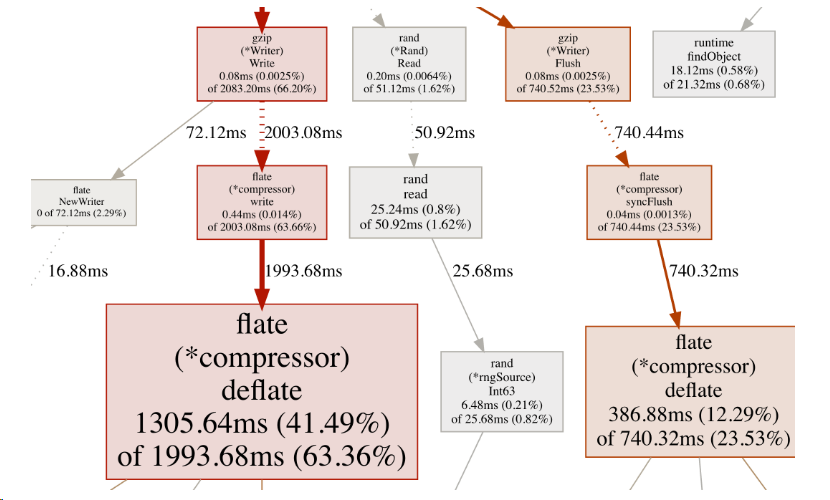 gzip
(*Writer)
Write
0.08ms (0.0025%)
of 2083.20ms (66.20%)
rand
(*Rand)
Read
0.20ms (0.0064%)
of 51.12ms (1.62%)
gzip
(*Writer)
Flush
0.08ms (0.0025%)
of 740.52ms (23.53%)
runtime
findObject
18.12ms (0.58%)
of 21.32ms (0.68%)
72.12ms
2003.08ms
50.92ms
740.44ms
flate
NewWriter
0 of 72.12ms (2.29%)
flate
(*compressor)
write
0.44ms (0.014%)
of 2003.08ms (63.66%)
rand
read
25.24ms (0.8%)
of 50.92ms (1.62%)
flate
(*compressor)
syncFlush
0.04ms (0.0013%)
of 740.44ms (23.53%)
16.88ms
1993.68ms
25.68ms
740.32ms
flate
(*compressor)
deflate
1305.64ms (41.49%)
of 1993.68ms (63.36%)
rand
(*rngSource)
Int63
6.48ms (0.21%)
of 25.68ms (0.82%)
flate
(*compressor)
deflate
386.88ms (12.29%)
of 740.32ms (23.53%)